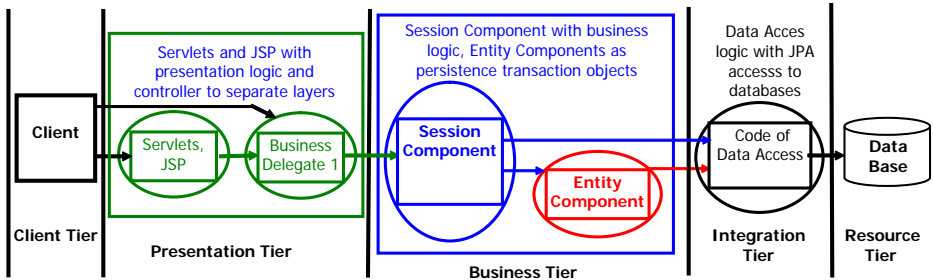 Servlets and JSP with
presentation logic and
controller to separate layers
Session Component with business
logic, Entity Components as
persistence transaction objects
Data Acces
logic with JPA
accesss to
databases
Client
Servlets,
JSP
Business
Delegate 1
Session
Component
Entity
Component
Code of
Data Access
Data
Base
Client Tier
Presentation Tier
Business Tier
Integration
Tier
Resource
Tier